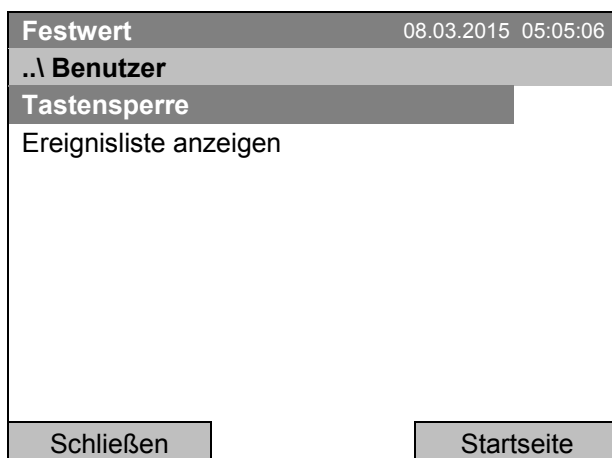 Festwert 08.03.2015 05:05:06
..\ Benutzer
Tastensperre
Ereignisliste anzeigen
Schließen Startseite